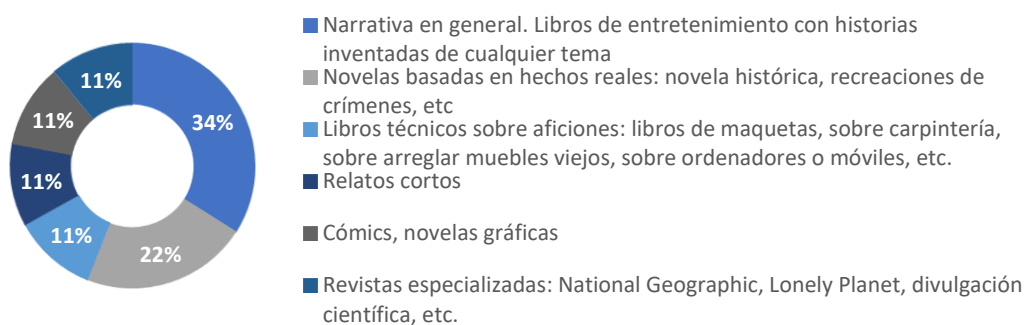 34%
22%
11%
11%
11%
11%
Narrativa en general. Libros de entretenimiento con historias
inventadas de cualquier tema
Novelas basadas en hechos reales: novela histórica, recreaciones de
crímenes, etc
Libros técnicos sobre aficiones: libros de maquetas, sobre carpintería,
sobre arreglar muebles viejos, sobre ordenadores o móviles, etc.
Relatos cortos
Cómics, novelas gráficas
Revistas especializadas: National Geographic, Lonely Planet, divulgación
científica, etc.